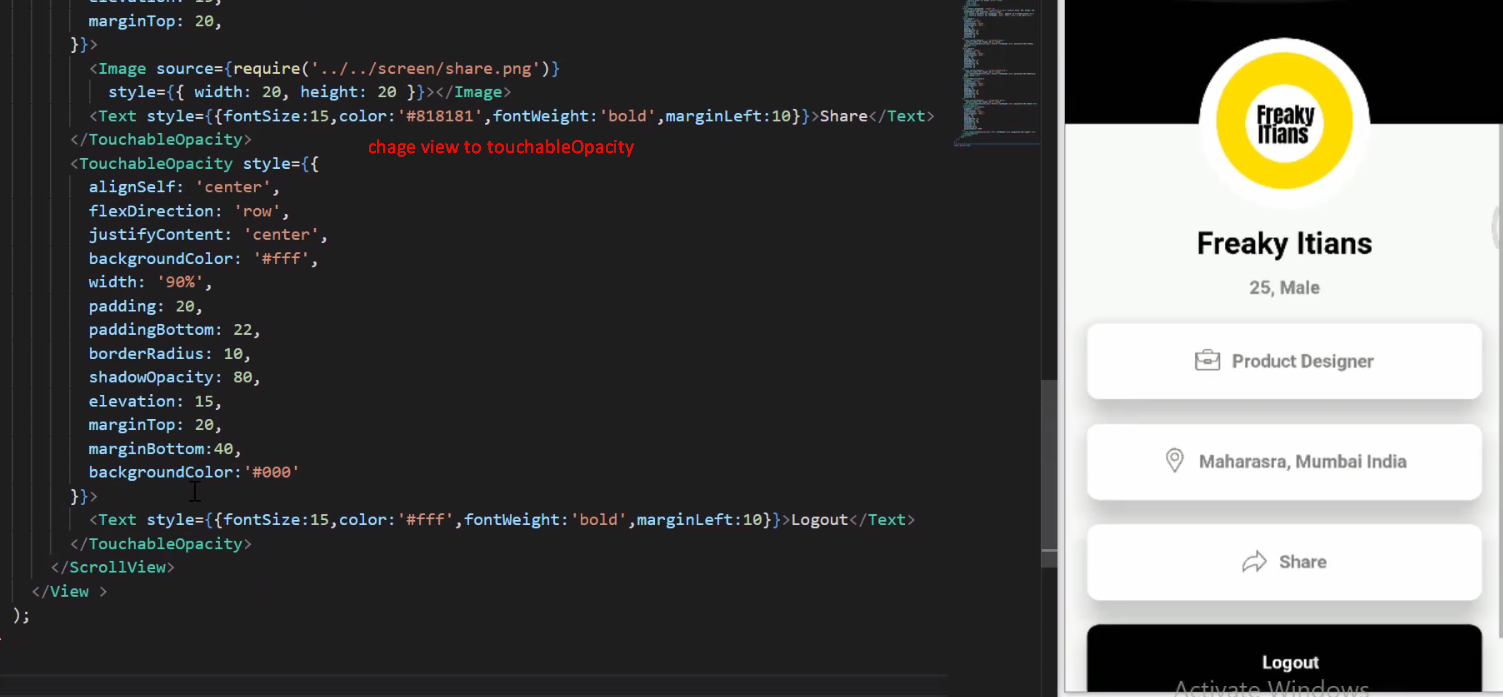 marginTop: 20,
}}>
<Image source={require('../../screen/share.png')}
style={{ width: 20, height: 20 }}></Image>
<Text style={{fontSize:15,color:'#818181',fontWeight:'bold',marginLeft:10}}>Share</Text>
</TouchableOpacity>
chage view to touchableOpacity
<TouchableOpacity style={{
alignSelf: 'center',
flexDirection: 'row',
justifyContent: 'center',
backgroundColor: '#fff',
width: '90%',
padding: 20,
paddingBottom: 22,
borderRadius: 10,
shadowOpacity: 80,
elevation: 15,
marginTop: 20,
marginBottom:40,
backgroundColor:'#000'
}}>
<Text style={{fontSize:15,color:'#fff',fontWeight:'bold',marginLeft:10}}>Logout</Text>
</TouchableOpacity>
</ScrollView>
</View >
);
Freaky
ITians
Freaky Itians
25, Male
Product Designer
Maharasra, Mumbai India
Share
Logout
Activate Windows